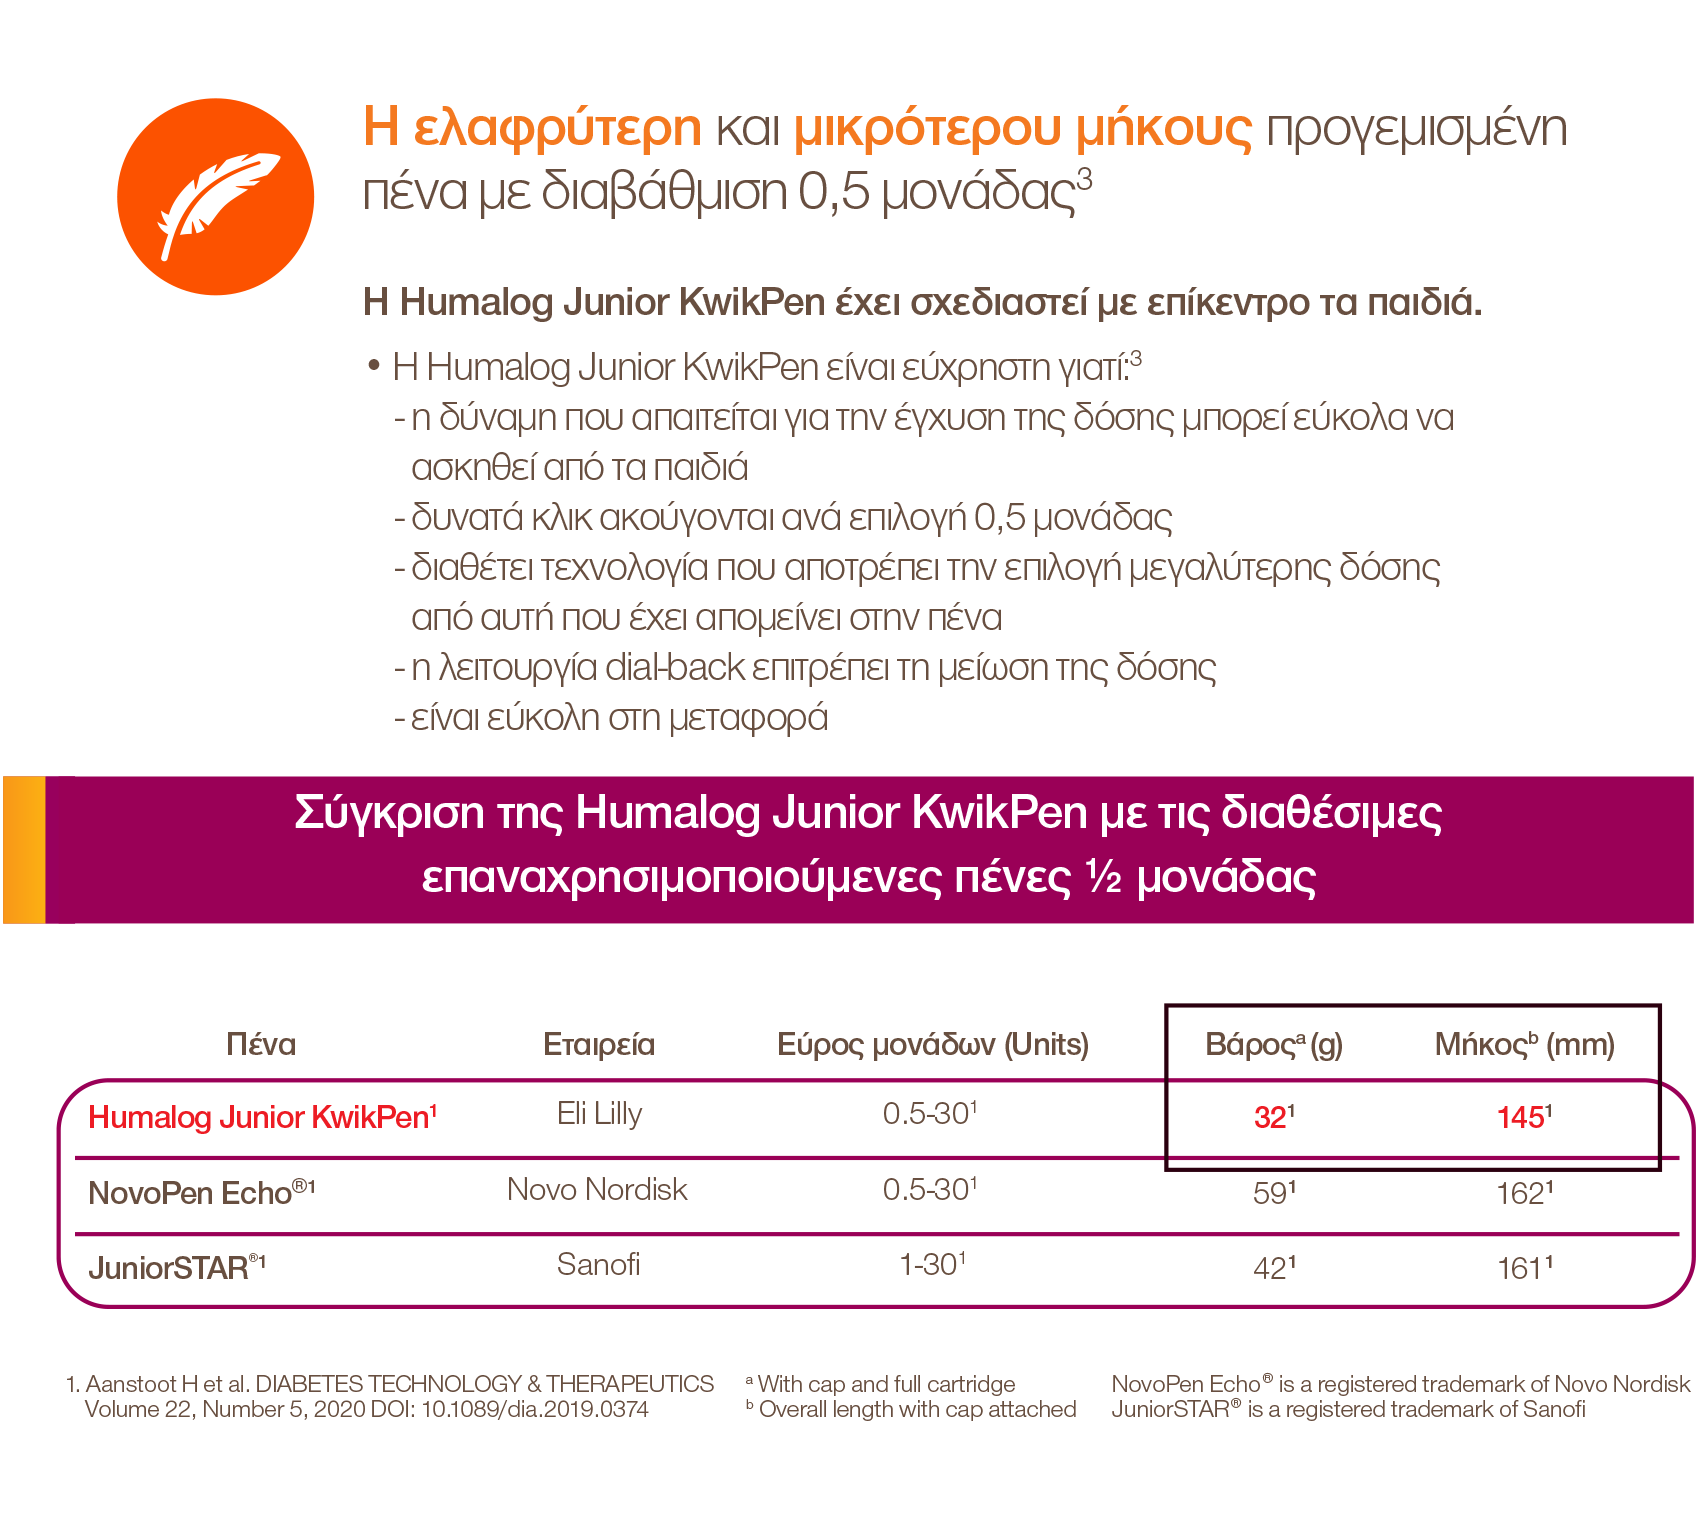 Η ελαφρύτερη και μικρότερου μήκους προγεμισμένη
πένα με διαβάθμιση 0,5 μονάδας³
Η Humalog Junior KwikPen έχει σχεδιαστεί με επίκεντρο τα παιδιά.
• Η Humalog Junior KwikPen είναι εύχρηστη γιατί:³
- η δύναμη που απαιτείται για την έγχυση της δόσης μπορεί εύκολα να
ασκηθεί από τα παιδιά
- δυνατά κλικ ακούγονται ανά επιλογή 0,5 μονάδας
- διαθέτει τεχνολογία που αποτρέπει την επιλογή μεγαλύτερης δόσης
από αυτή που έχει απομείνει στην πένα
- η λειτουργία dial-back επιτρέπει τη μείωση της δόσης
- είναι εύκολη στη μεταφορά
Σύγκριση της Humalog Junior KwikPen με τις διαθέσιμες
επαναχρησιμοποιούμενες πένες ½ μονάδας
Πένα Εταιρεία Εύρος μονάδων (Units) Βάροςᵃ (g) Μήκοςᵇ (mm)
Humalog Junior KwikPen¹ Eli Lilly 0.5-30¹ 32¹ 145¹
NovoPen Echo®¹ Novo Nordisk 0.5-30¹ 59¹ 162¹
JuniorSTAR®¹ Sanofi 1-30¹ 42¹ 161¹
1. Aanstoot H et al. DIABETES TECHNOLOGY & THERAPEUTICS
Volume 22, Number 5, 2020 DOI: 10.1089/dia.2019.0374
ᵃ With cap and full cartridge
ᵇ Overall length with cap attached
NovoPen Echo® is a registered trademark of Novo Nordisk
JuniorSTAR® is a registered trademark of Sanofi